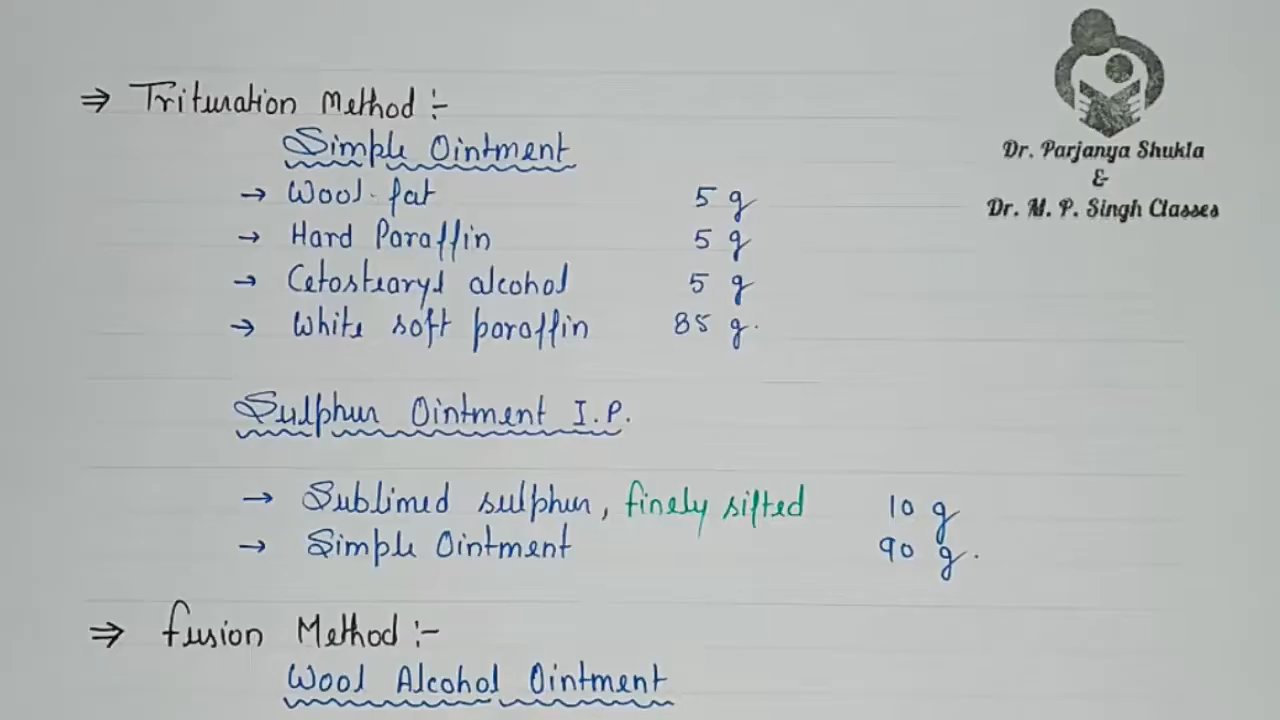 ⇒ Trituration Method :-
Simple Ointment
→ Wool fat 5 g
→ Hard Paraffin 5 g
→ Cetostearyl alcohol 5 g
→ White soft paraffin 85 g.
Sulphur Ointment I.P.
→ Sublimed sulphur, finely sifted 10 g
→ Simple Ointment 90 g.
⇒ Fusion Method :-
Wool Alcohol Ointment
Dr. Parjanya Shukla
&
Dr. M. P. Singh Classes